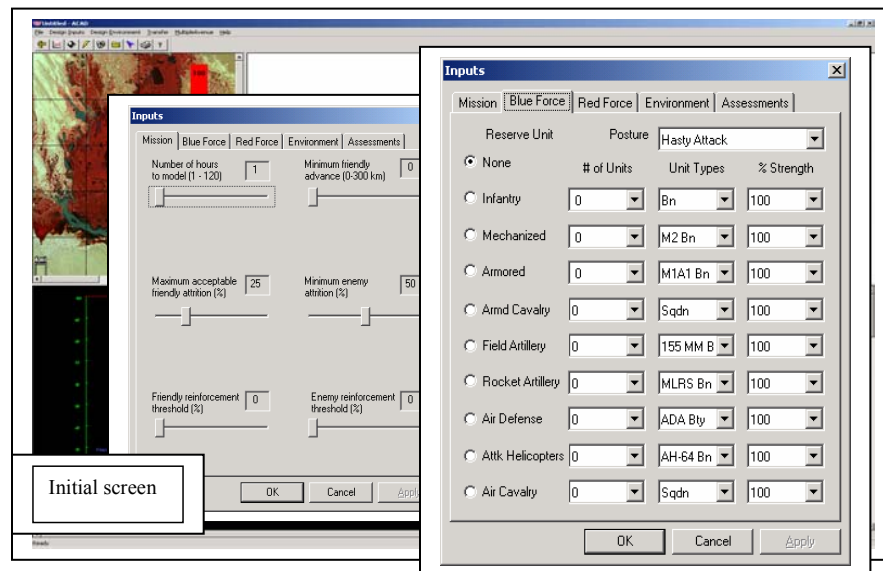 Untitled - ACAD
File Design Inputs Design Environment Transfer MultipleAvenue Help
100
Inputs
Mission Blue Force Red Force Environment Assessments
Number of hours to model (1 - 120) 1
Minimum friendly advance (0-300 km) 0
Maximum acceptable friendly attrition (%) 25
Minimum enemy attrition (%) 50
Friendly reinforcement threshold (%) 0
Enemy reinforcement threshold (%) 0
OK Cancel Apply
Initial screen
Ready
Inputs
Mission Blue Force Red Force Environment Assessments
Reserve Unit Posture Hasty Attack
None # of Units Unit Types % Strength
Infantry 0 Bn 100
Mechanized 0 M2 Bn 100
Armored 0 M1A1 Bn 100
Armd Cavalry 0 Sqdn 100
Field Artillery 0 155 MM B 100
Rocket Artillery 0 MLRS Bn 100
Air Defense 0 ADA Bty 100
Attk Helicopters 0 AH-64 Bn 100
Air Cavalry 0 Sqdn 100
OK Cancel Apply